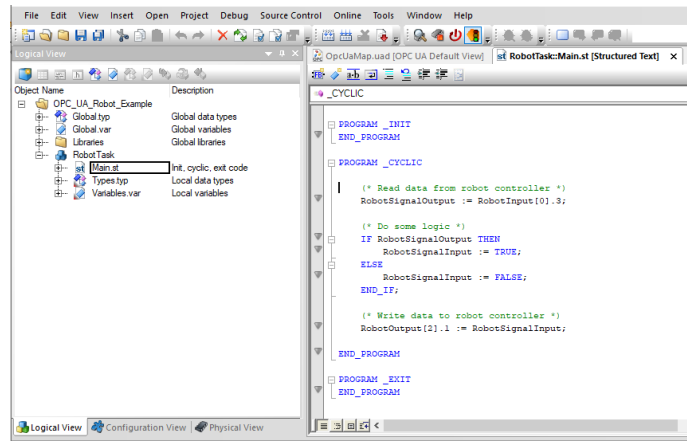 File Edit View Insert Open Project Debug Source Control Online Tools Window Help
Logical View
Object Name Description
OPC_UA_Robot_Example
Global.typ Global data types
Global.var Global variables
Libraries Global libraries
RobotTask
Main.st Init, cyclic, exit code
Types.typ Local data types
Variables.var Local variables
Logical View Configuration View Physical View
OpcUaMap.uad [OPC UA Default View] RobotTask::Main.st [Structured Text]
_CYCLIC
PROGRAM _INIT
END_PROGRAM
PROGRAM _CYCLIC
(* Read data from robot controller *)
RobotSignalOutput := RobotInput[0].3;
(* Do some logic *)
IF RobotSignalOutput THEN
RobotSignalInput := TRUE;
ELSE
RobotSignalInput := FALSE;
END_IF;
(* Write data to robot controller *)
RobotOutput[2].1 := RobotSignalInput;
END_PROGRAM
PROGRAM _EXIT
END_PROGRAM